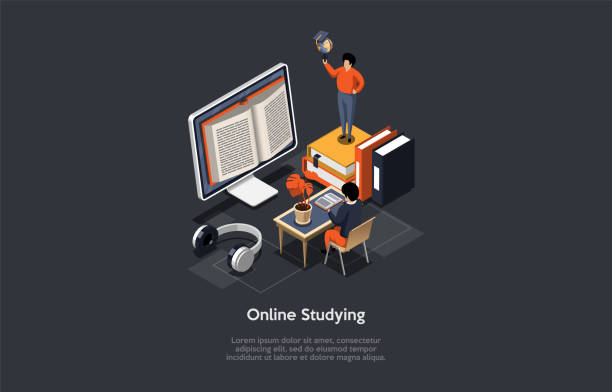 Online Studying
Lorem ipsum dolor sit amet, consectetur
adipiscing elit, sed do eiusmod tempor
incididunt ut labore et dolore magna aliqua.